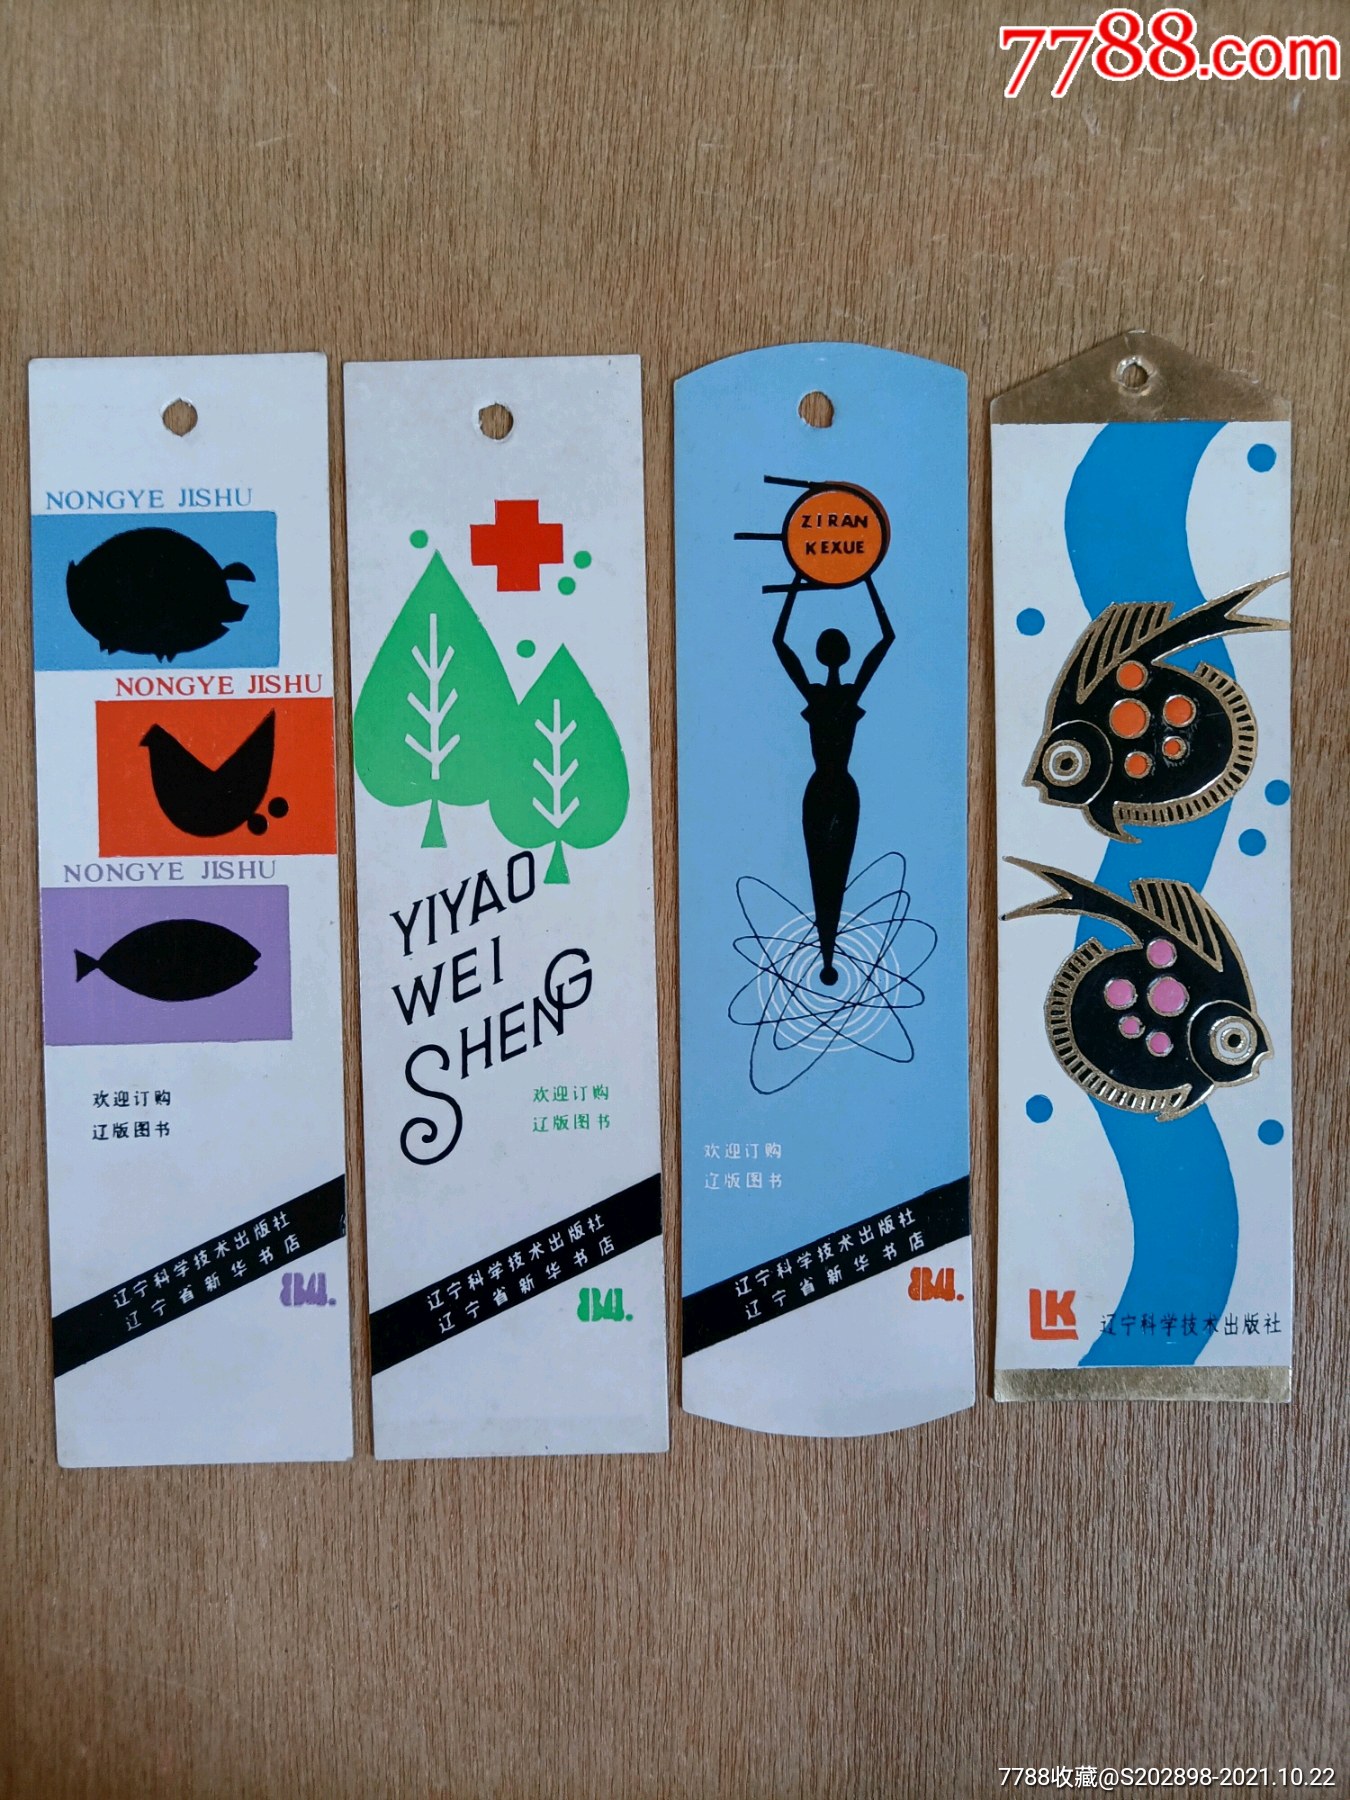 7788.com
NONGYE JISHU
NONGYE JISHU
NONGYE JISHU
欢迎订购
辽版图书
辽宁科学技术出版社
辽宁省新华书店
84.
YIYAO
WEI
SHENG
欢迎订购
辽版图书
辽宁科学技术出版社
辽宁省新华书店
84.
ZIRAN
KEXUE
欢迎订购
辽版图书
辽宁科学技术出版社
辽宁省新华书店
84.
LK
辽宁科学技术出版社
7788收藏@S202898-2021.10.22